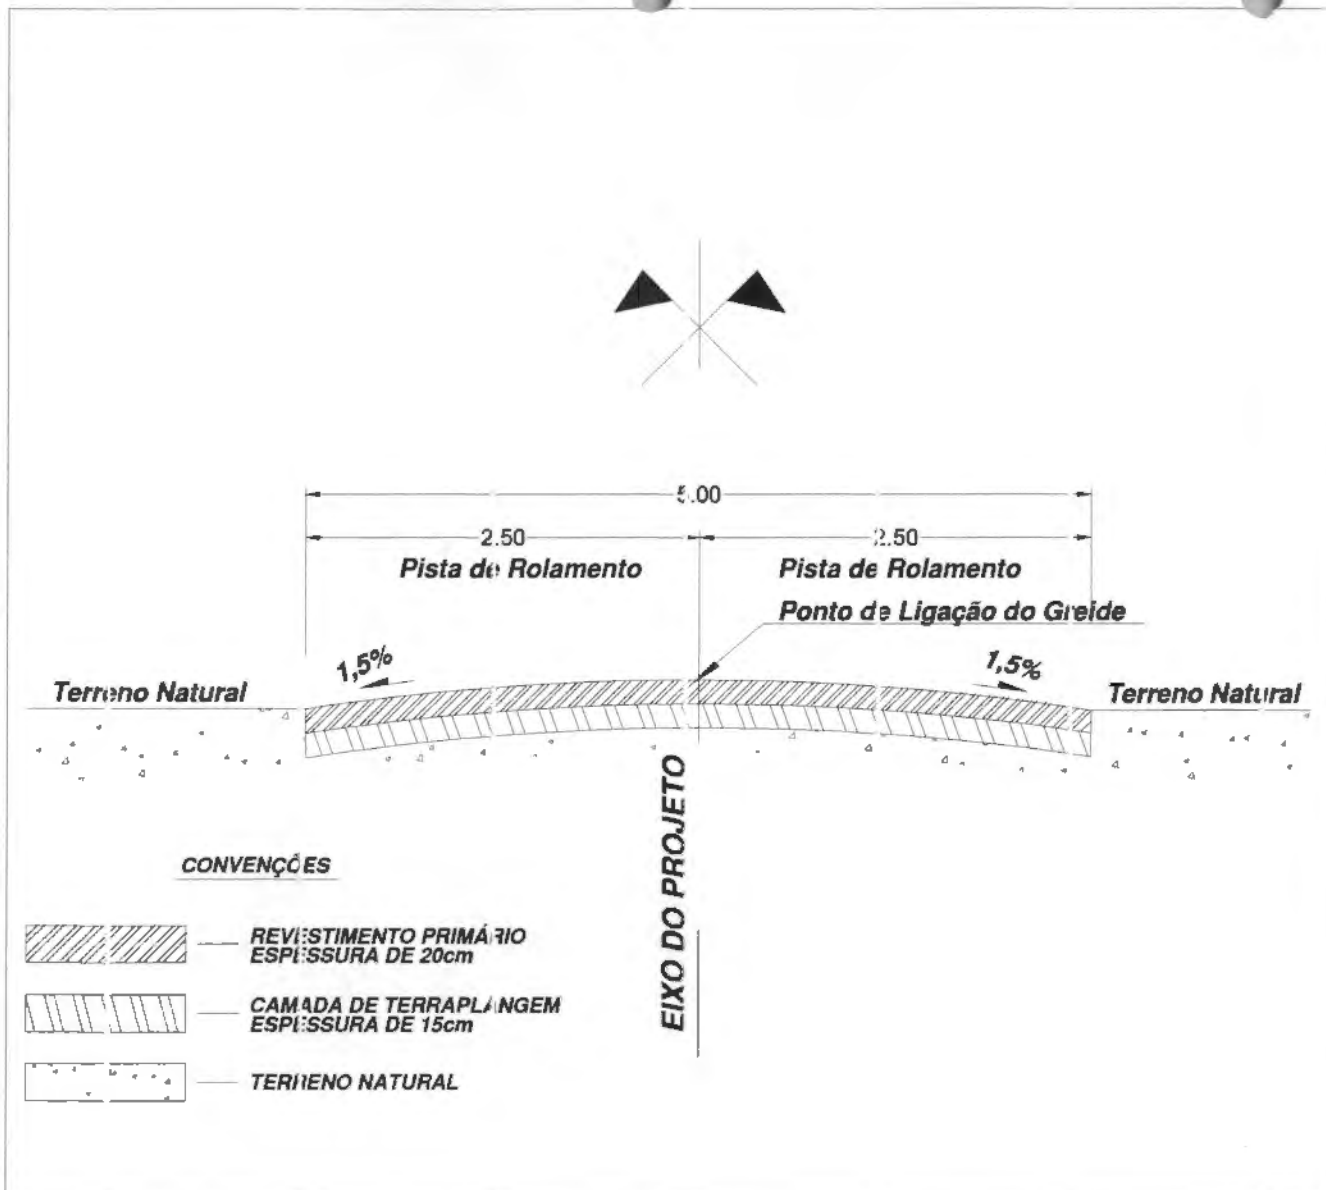 5.00
2.50
2.50
Pista de Rolamento
Pista de Rolamento
Ponto de Ligação do Greide
1,5%
1,5%
Terreno Natural
Terreno Natural
EIXO DO PROJETO
CONVENÇÕES
REVESTIMENTO PRIMÁRIO
ESPESSURA DE 20cm
CAMADA DE TERRAPLANGEM
ESPESSURA DE 15cm
TERRENO NATURAL